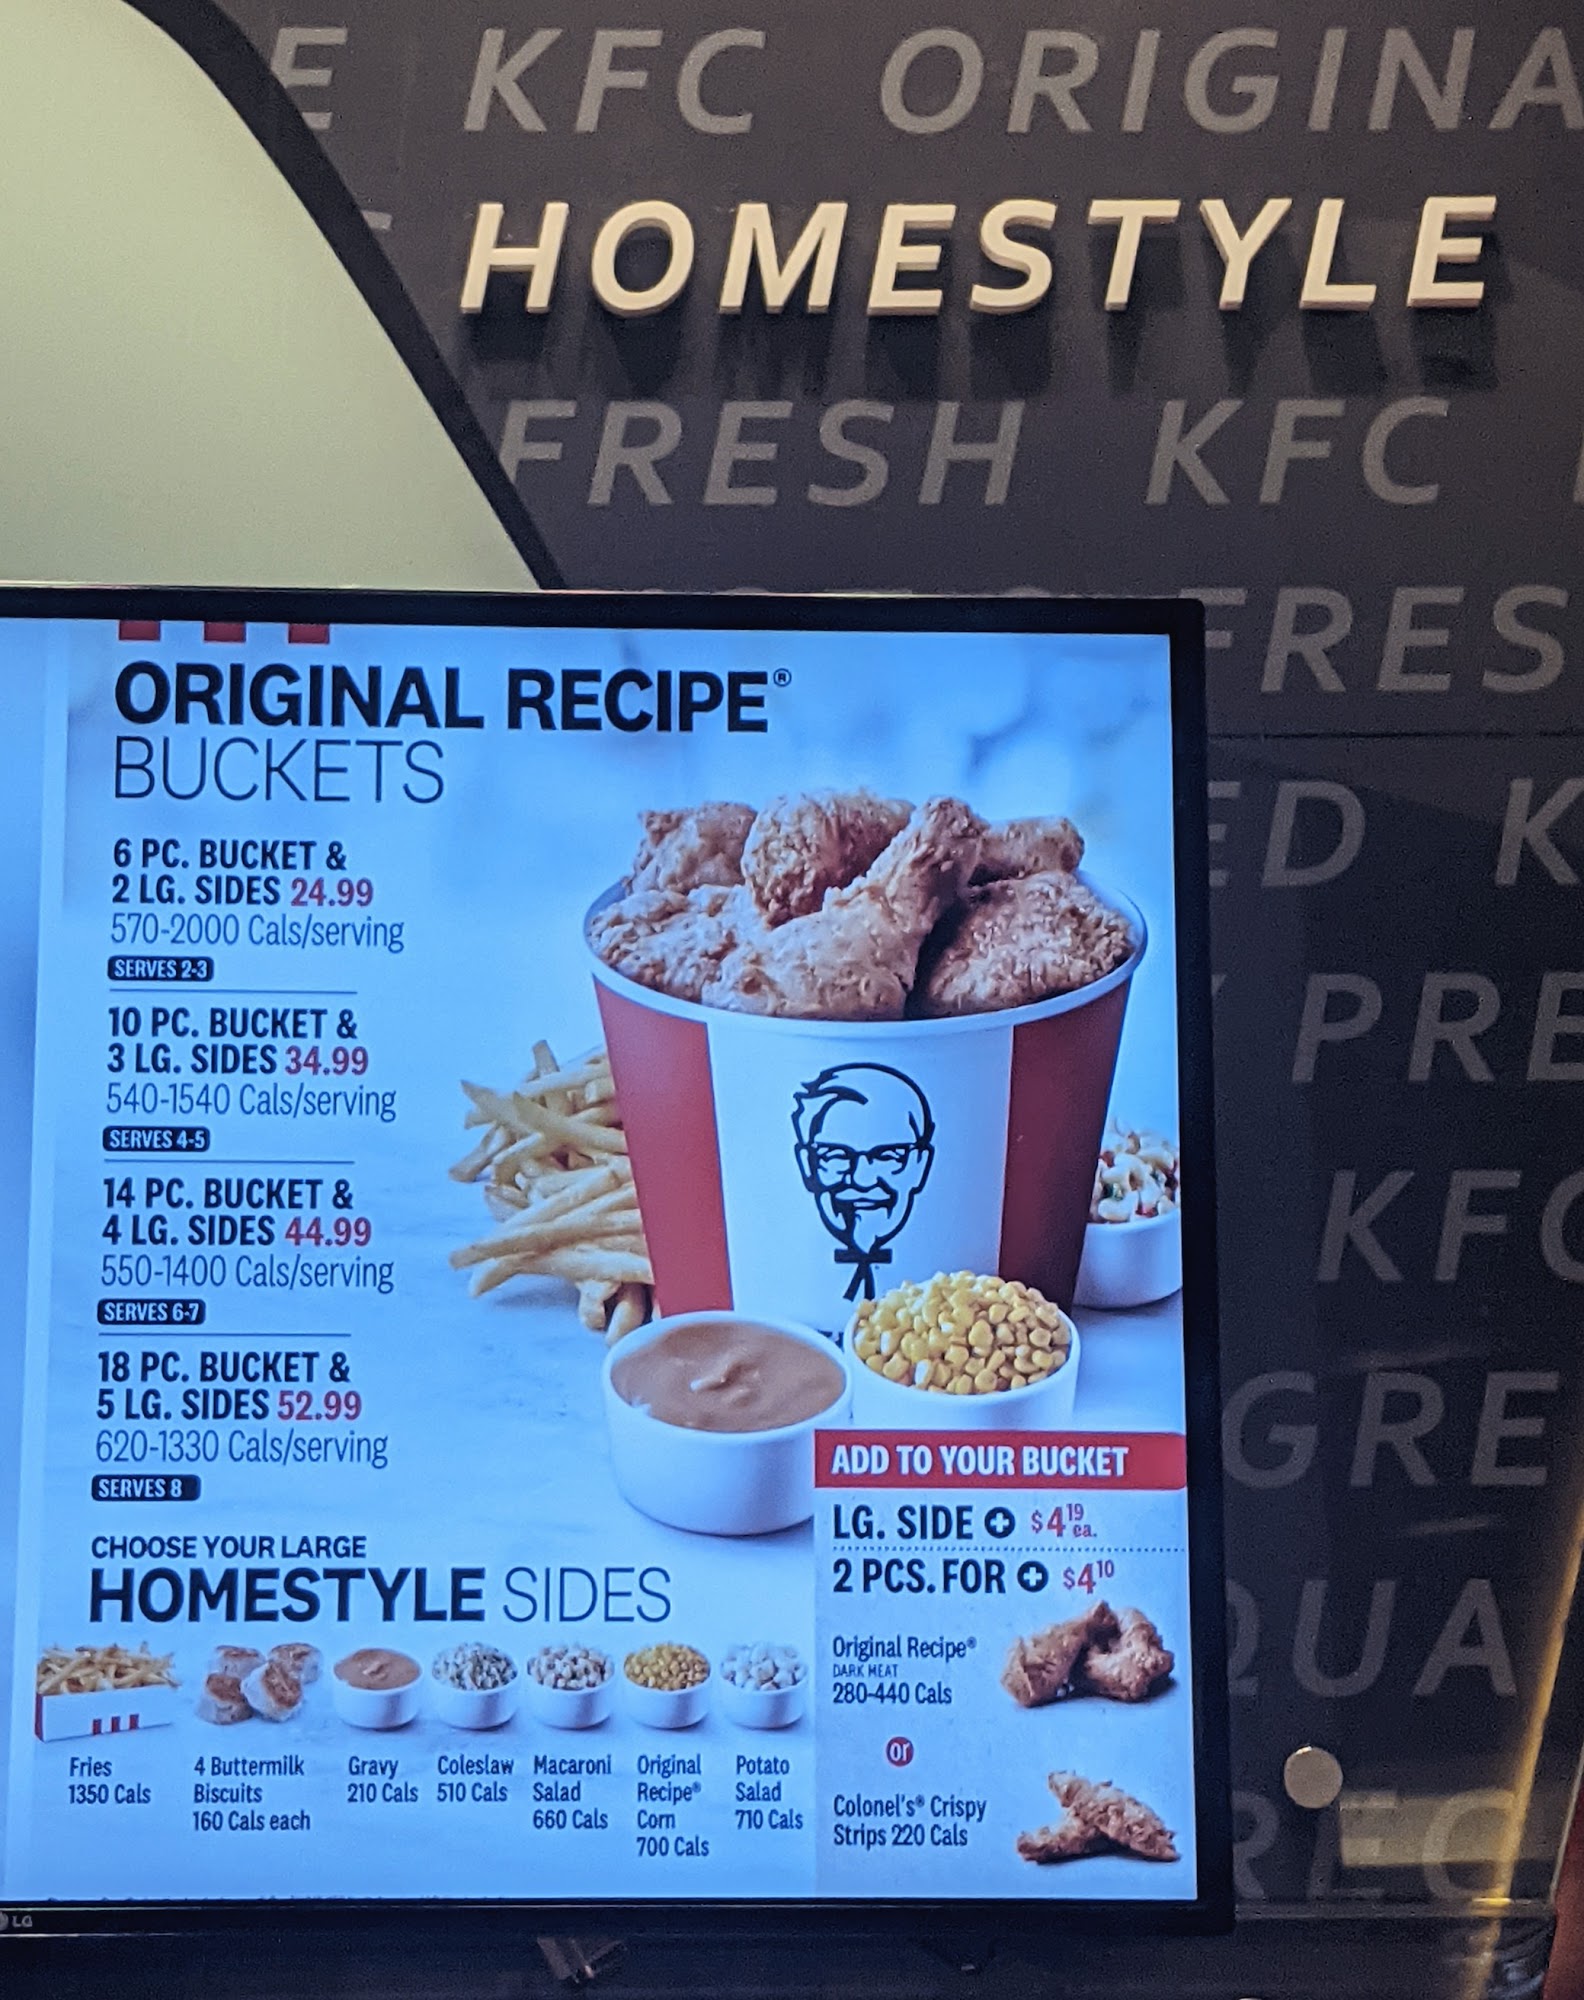 E KFC ORIGINA
HOMESTYLE
FRESH KFC
FRES
ED K
PRE
KFC
GRE
QUA
REC
ORIGINAL RECIPE®
BUCKETS
6 PC. BUCKET &
2 LG. SIDES 24.99
570-2000 Cals/serving
SERVES 2-3
10 PC. BUCKET &
3 LG. SIDES 34.99
540-1540 Cals/serving
SERVES 4-5
14 PC. BUCKET &
4 LG. SIDES 44.99
550-1400 Cals/serving
SERVES 6-7
18 PC. BUCKET &
5 LG. SIDES 52.99
620-1330 Cals/serving
SERVES 8
CHOOSE YOUR LARGE
HOMESTYLE SIDES
Fries
1350 Cals
4 Buttermilk
Biscuits
160 Cals each
Gravy
210 Cals
Coleslaw
510 Cals
Macaroni
Salad
660 Cals
Original
Recipe®
Corn
700 Cals
Potato
Salad
710 Cals
ADD TO YOUR BUCKET
LG. SIDE + $4.19 ea.
2 PCS. FOR + $4.10
Original Recipe®
DARK MEAT
280-440 Cals
or
Colonel's® Crispy
Strips 220 Cals
LG